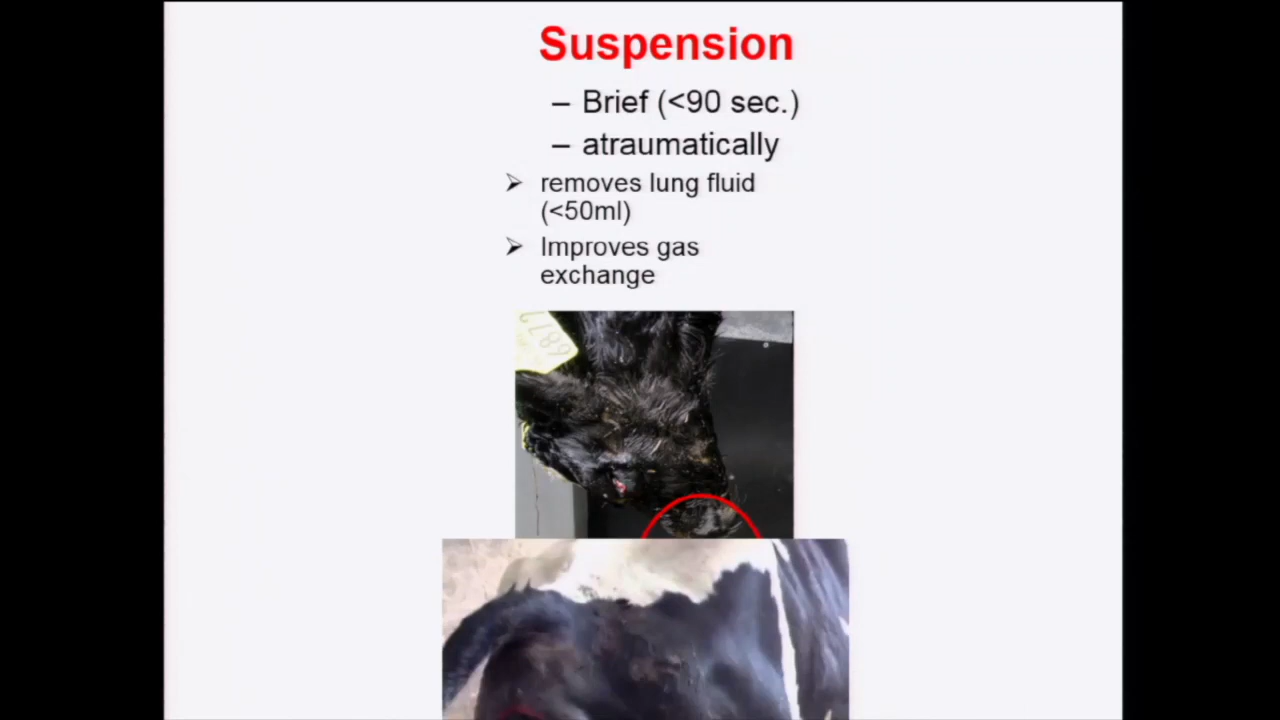 Suspension
– Brief (<90 sec.)
– atraumatically
➢ removes lung fluid
(<50ml)
➢ Improves gas
exchange